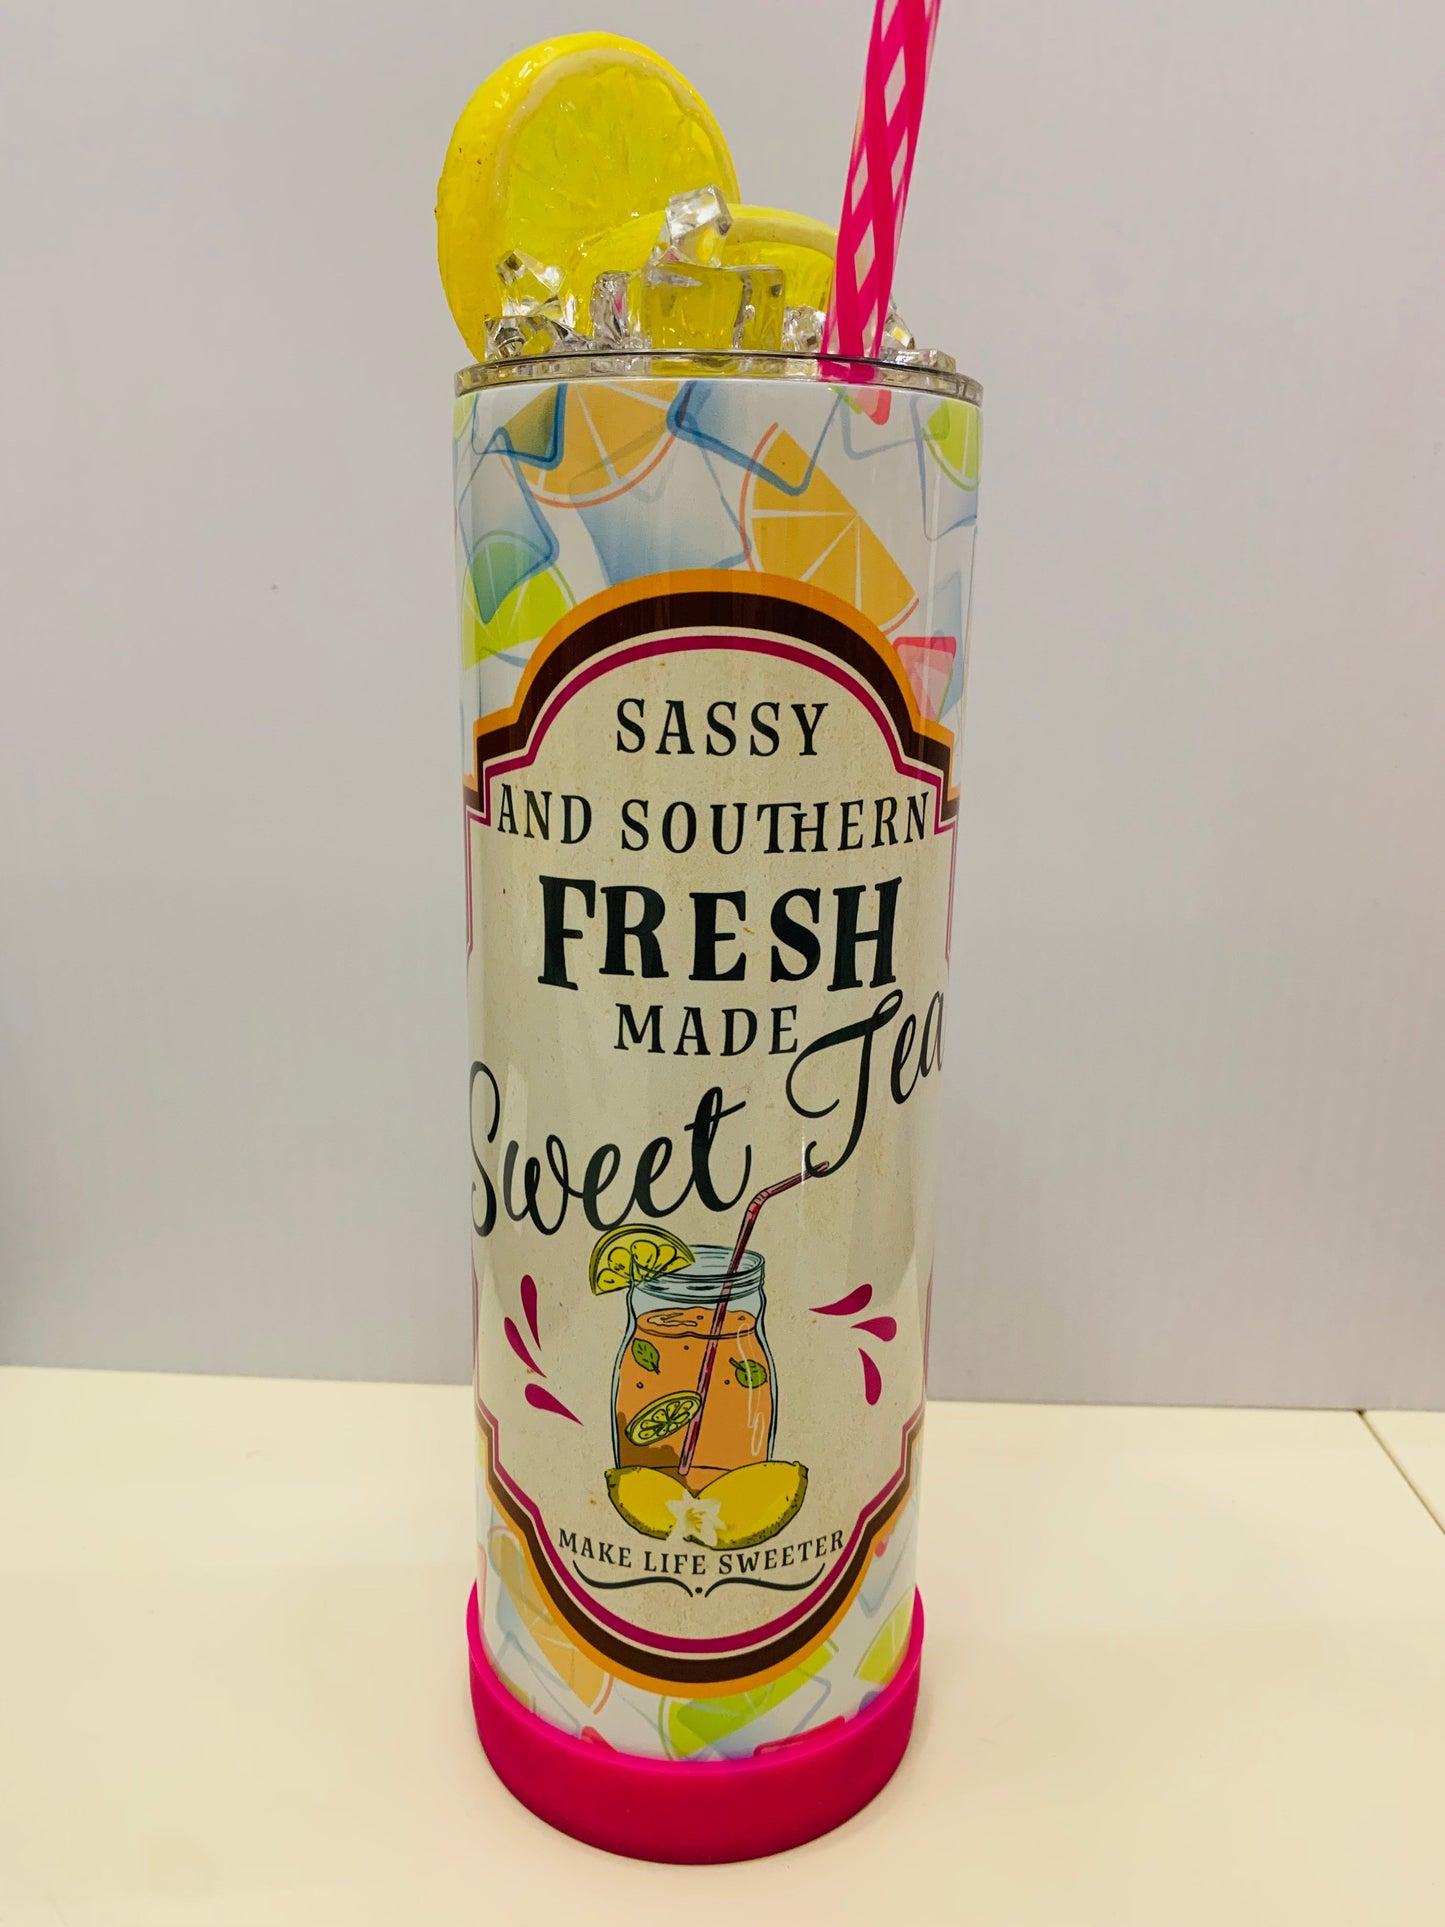 SASSY
AND SOUTHERN
FRESH
MADE
Sweet Tea
MAKE LIFE SWEETER